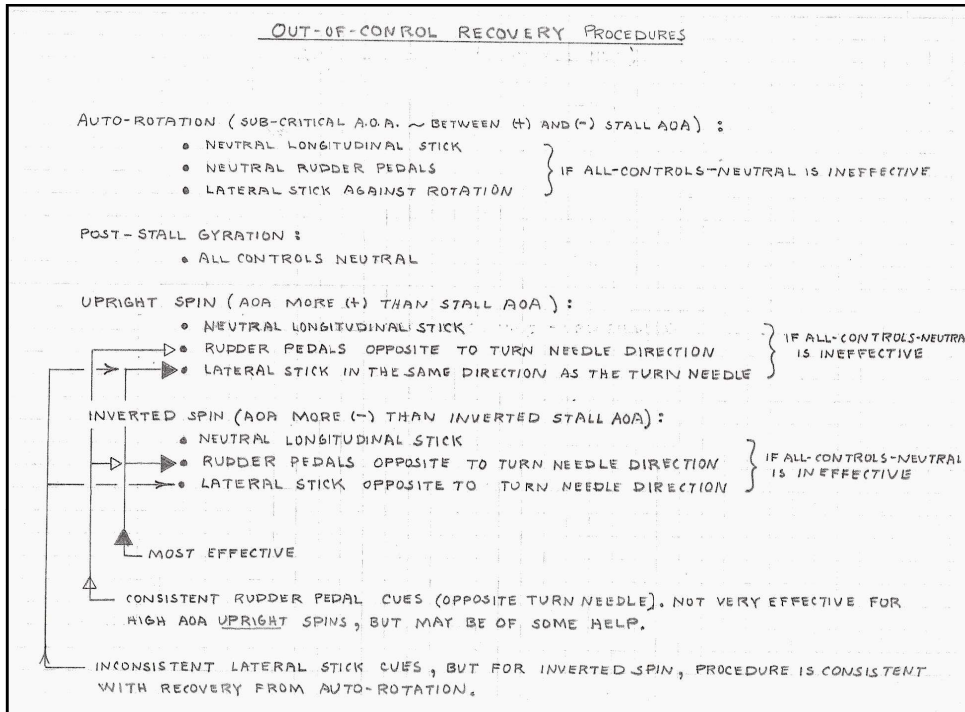 OUT-OF-CONROL RECOVERY PROCEDURES
AUTO-ROTATION (SUB-CRITICAL A.O.A. ~ BETWEEN (+) AND (-) STALL AOA) :
• NEUTRAL LONGITUDINAL STICK
• NEUTRAL RUDDER PEDALS
• LATERAL STICK AGAINST ROTATION
IF ALL-CONTROLS-NEUTRAL IS INEFFECTIVE
POST-STALL GYRATION :
• ALL CONTROLS NEUTRAL
UPRIGHT SPIN (AOA MORE (+) THAN STALL AOA) :
• NEUTRAL LONGITUDINAL STICK
• RUDDER PEDALS OPPOSITE TO TURN NEEDLE DIRECTION
• LATERAL STICK IN THE SAME DIRECTION AS THE TURN NEEDLE
IF ALL-CONTROLS-NEUTRA
IS INEFFECTIVE
INVERTED SPIN (AOA MORE (-) THAN INVERTED STALL AOA) :
• NEUTRAL LONGITUDINAL STICK
• RUDDER PEDALS OPPOSITE TO TURN NEEDLE DIRECTION
• LATERAL STICK OPPOSITE TO TURN NEEDLE DIRECTION
IF ALL-CONTROLS-NEUTRAL
IS INEFFECTIVE
MOST EFFECTIVE
CONSISTENT RUDDER PEDAL CUES (OPPOSITE TURN NEEDLE). NOT VERY EFFECTIVE FOR
HIGH AOA UPRIGHT SPINS, BUT MAY BE OF SOME HELP.
INCONSISTENT LATERAL STICK CUES, BUT FOR INVERTED SPIN, PROCEDURE IS CONSISTENT
WITH RECOVERY FROM AUTO-ROTATION.